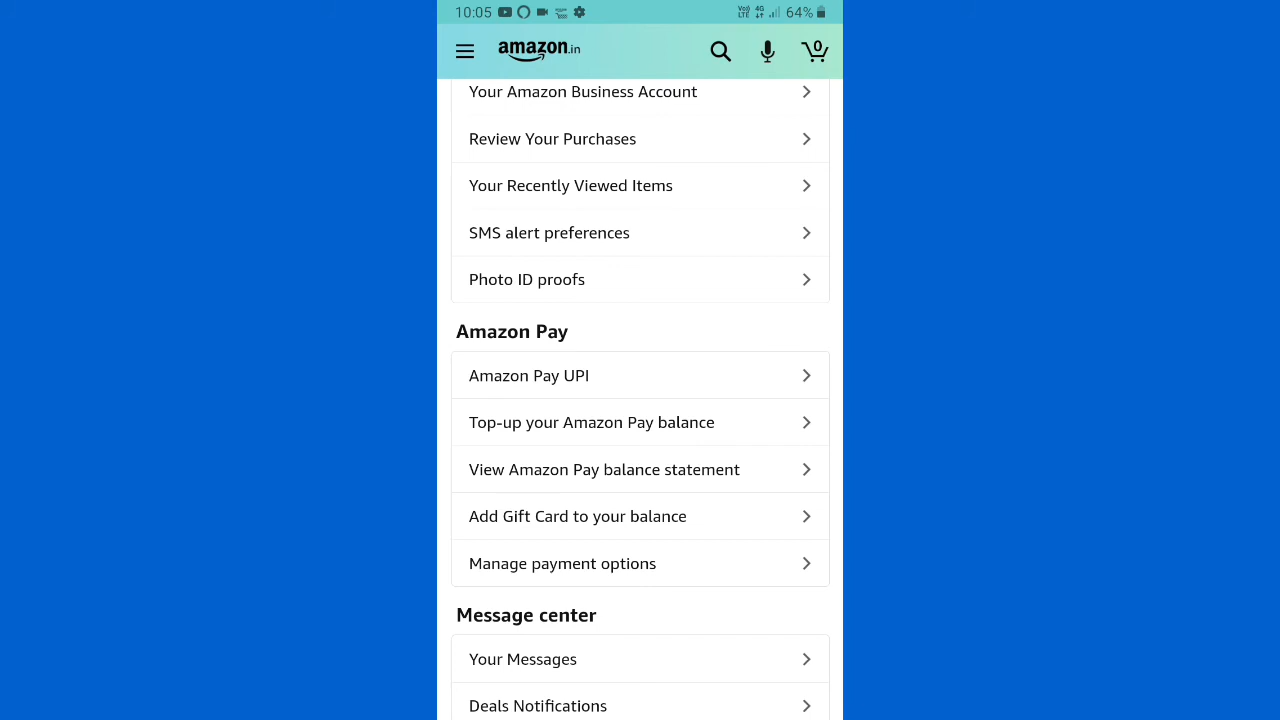 10:05
VoLTE 4G 64%
amazon.in
0
Your Amazon Business Account
Review Your Purchases
Your Recently Viewed Items
SMS alert preferences
Photo ID proofs
Amazon Pay
Amazon Pay UPI
Top-up your Amazon Pay balance
View Amazon Pay balance statement
Add Gift Card to your balance
Manage payment options
Message center
Your Messages
Deals Notifications